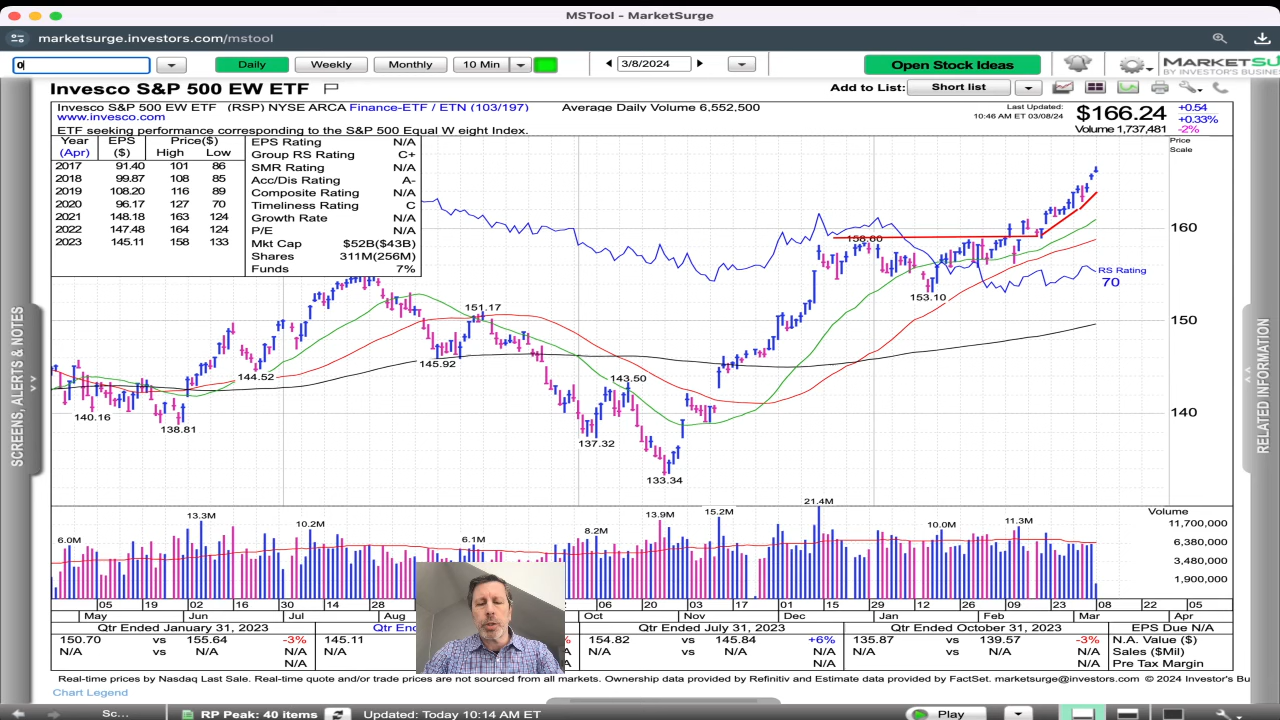 MSTool - MarketSurge
marketsurge.investors.com/mstool
0
Daily Weekly Monthly 10 Min 3/8/2024 Open Stock Ideas MARKETSU
BY INVESTOR'S BUSINES
Invesco S&P 500 EW ETF Add to List: Short list
Invesco S&P 500 EW ETF (RSP) NYSE ARCA Finance-ETF / ETN (103/197) Average Daily Volume 6,552,500
www.invesco.com
ETF seeking performance corresponding to the S&P 500 Equal W eight Index.
Last Updated:
10:46 AM ET 03/08/24
$166.24 +0.54
+0.33%
Volume 1,737,481 -2%
Year EPS Price($)
(Apr) ($) High Low
2017 91.40 101 86
2018 99.87 108 85
2019 108.20 116 89
2020 96.17 127 70
2021 148.18 163 124
2022 147.48 164 124
2023 145.11 158 133
EPS Rating N/A
Group RS Rating C+
SMR Rating N/A
Acc/Dis Rating A-
Composite Rating N/A
Timeliness Rating C
Growth Rate N/A
P/E N/A
Mkt Cap $52B($43B)
Shares 311M(256M)
Funds 7%
Price
Scale
160
158.60
RS Rating
70
153.10
150
151.17
145.92
144.52
143.50
140
140.16
138.81
137.32
133.34
21.4M
Volume
13.3M 10.2M 13.9M 15.2M 10.0M 11.3M
11,700,000
6.0M 6.1M 8.2M
6,380,000
3,480,000
1,900,000
05 19 02 16 30 14 28 06 20 03 17 01 15 29 12 26 09 23 08 22 05
May Jun Jul Aug Oct Nov Dec Jan Feb Mar Apr
Qtr Ended January 31, 2023 Qtr En Qtr Ended July 31, 2023 Qtr Ended October 31, 2023 EPS Due N/A
150.70 vs 155.64 -3% 145.11 % 154.82 vs 145.84 +6% 135.87 vs 139.57 -3% N.A. Value ($)
N/A vs N/A N/A N/A A N/A vs N/A N/A N/A vs N/A N/A Sales ($Mil)
N/A A N/A N/A Pre Tax Margin
Real-time prices by Nasdaq Last Sale. Real-time quote and/or trade prices are not sourced from all markets. Ownership data provided by Refinitiv and Estimate data provided by FactSet. marketsurge@investors.com © 2024 Investor's Bu
Chart Legend
Sc... RP Peak: 40 items Updated: Today 10:14 AM ET Play
SCREENS, ALERTS & NOTES
RELATED INFORMATION